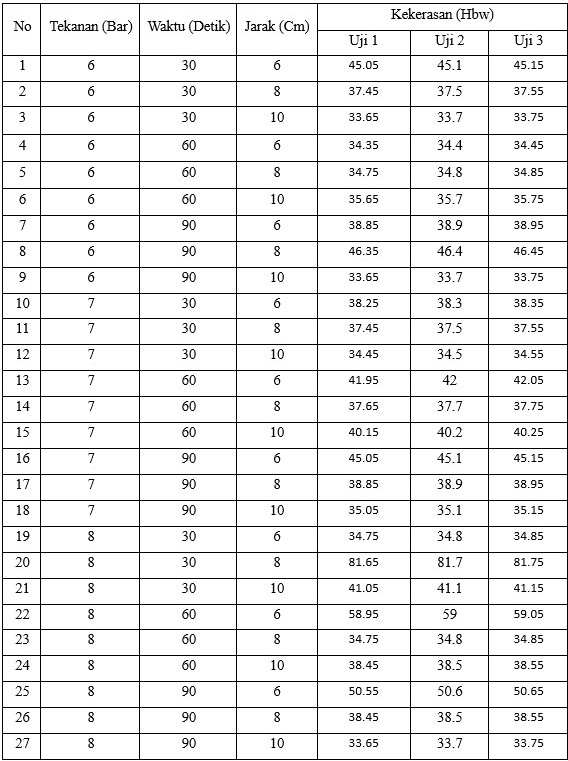 No Tekanan (Bar) Waktu (Detik) Jarak (Cm) Kekerasan (Hbw)
Uji 1 Uji 2 Uji 3
1 6 30 6 45.05 45.1 45.15
2 6 30 8 37.45 37.5 37.55
3 6 30 10 33.65 33.7 33.75
4 6 60 6 34.35 34.4 34.45
5 6 60 8 34.75 34.8 34.85
6 6 60 10 35.65 35.7 35.75
7 6 90 6 38.85 38.9 38.95
8 6 90 8 46.35 46.4 46.45
9 6 90 10 33.65 33.7 33.75
10 7 30 6 38.25 38.3 38.35
11 7 30 8 37.45 37.5 37.55
12 7 30 10 34.45 34.5 34.55
13 7 60 6 41.95 42 42.05
14 7 60 8 37.65 37.7 37.75
15 7 60 10 40.15 40.2 40.25
16 7 90 6 45.05 45.1 45.15
17 7 90 8 38.85 38.9 38.95
18 7 90 10 35.05 35.1 35.15
19 8 30 6 34.75 34.8 34.85
20 8 30 8 81.65 81.7 81.75
21 8 30 10 41.05 41.1 41.15
22 8 60 6 58.95 59 59.05
23 8 60 8 34.75 34.8 34.85
24 8 60 10 38.45 38.5 38.55
25 8 90 6 50.55 50.6 50.65
26 8 90 8 38.45 38.5 38.55
27 8 90 10 33.65 33.7 33.75